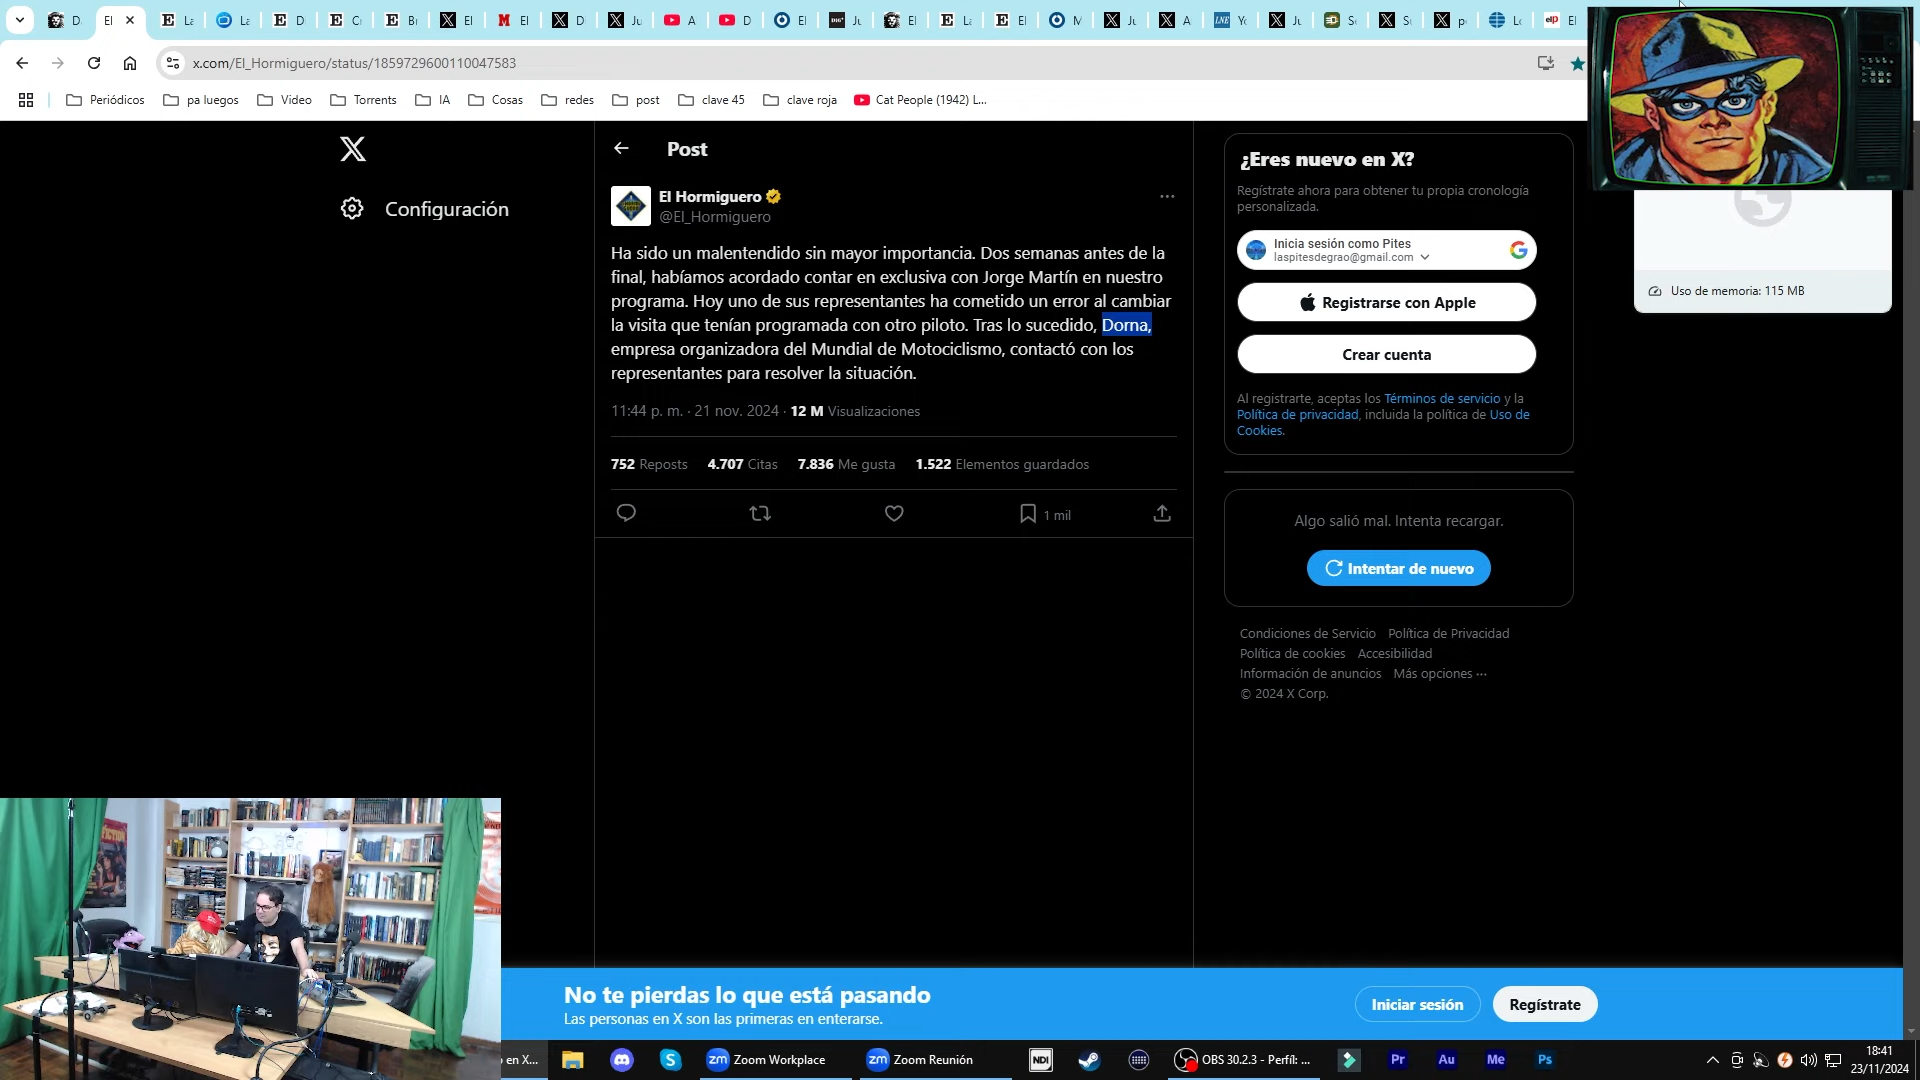 x.com/El_Hormiguero/status/1859729600110047583
Periódicos
pa luegos
Video
Torrents
IA
Cosas
redes
post
clave 45
clave roja
Cat People (1942) L...
Configuración
Post
El Hormiguero
@El_Hormiguero
Ha sido un malentendido sin mayor importancia. Dos semanas antes de la
final, habíamos acordado contar en exclusiva con Jorge Martín en nuestro
programa. Hoy uno de sus representantes ha cometido un error al cambiar
la visita que tenían programada con otro piloto. Tras lo sucedido, Dorna,
empresa organizadora del Mundial de Motociclismo, contactó con los
representantes para resolver la situación.
11:44 p. m. · 21 nov. 2024 · 12 M Visualizaciones
752 Reposts 4.707 Citas 7.836 Me gusta 1.522 Elementos guardados
1 mil
¿Eres nuevo en X?
Regístrate ahora para obtener tu propia cronología
personalizada.
Inicia sesión como Pites
laspitesdegrao@gmail.com
Registrarse con Apple
Crear cuenta
Al registrarte, aceptas los Términos de servicio y la
Política de privacidad, incluida la política de Uso de
Cookies.
Algo salió mal. Intenta recargar.
Intentar de nuevo
Condiciones de Servicio Política de Privacidad
Política de cookies Accesibilidad
Información de anuncios Más opciones ···
© 2024 X Corp.
Uso de memoria: 115 MB
No te pierdas lo que está pasando
Las personas en X son las primeras en enterarse.
Iniciar sesión
Regístrate
o en X...
Zoom Workplace
Zoom Reunión
NDI
OBS 30.2.3 - Perfil: ...
Pr
Au
Me
Ps
18:41
23/11/2024